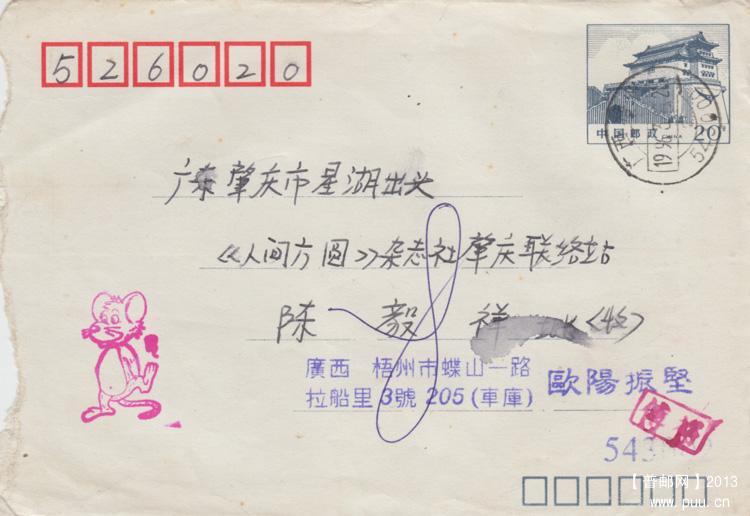 526020
中国邮政 CHINA 20
广东肇庆市星湖出头
《人间方圆》杂志社肇庆联络站
陈毅祥 (收)
廣西 梧州市蝶山一路
拉船里3號 205 (車庫)
歐陽振堅
543
【普邮网】2013
www.puu.cn